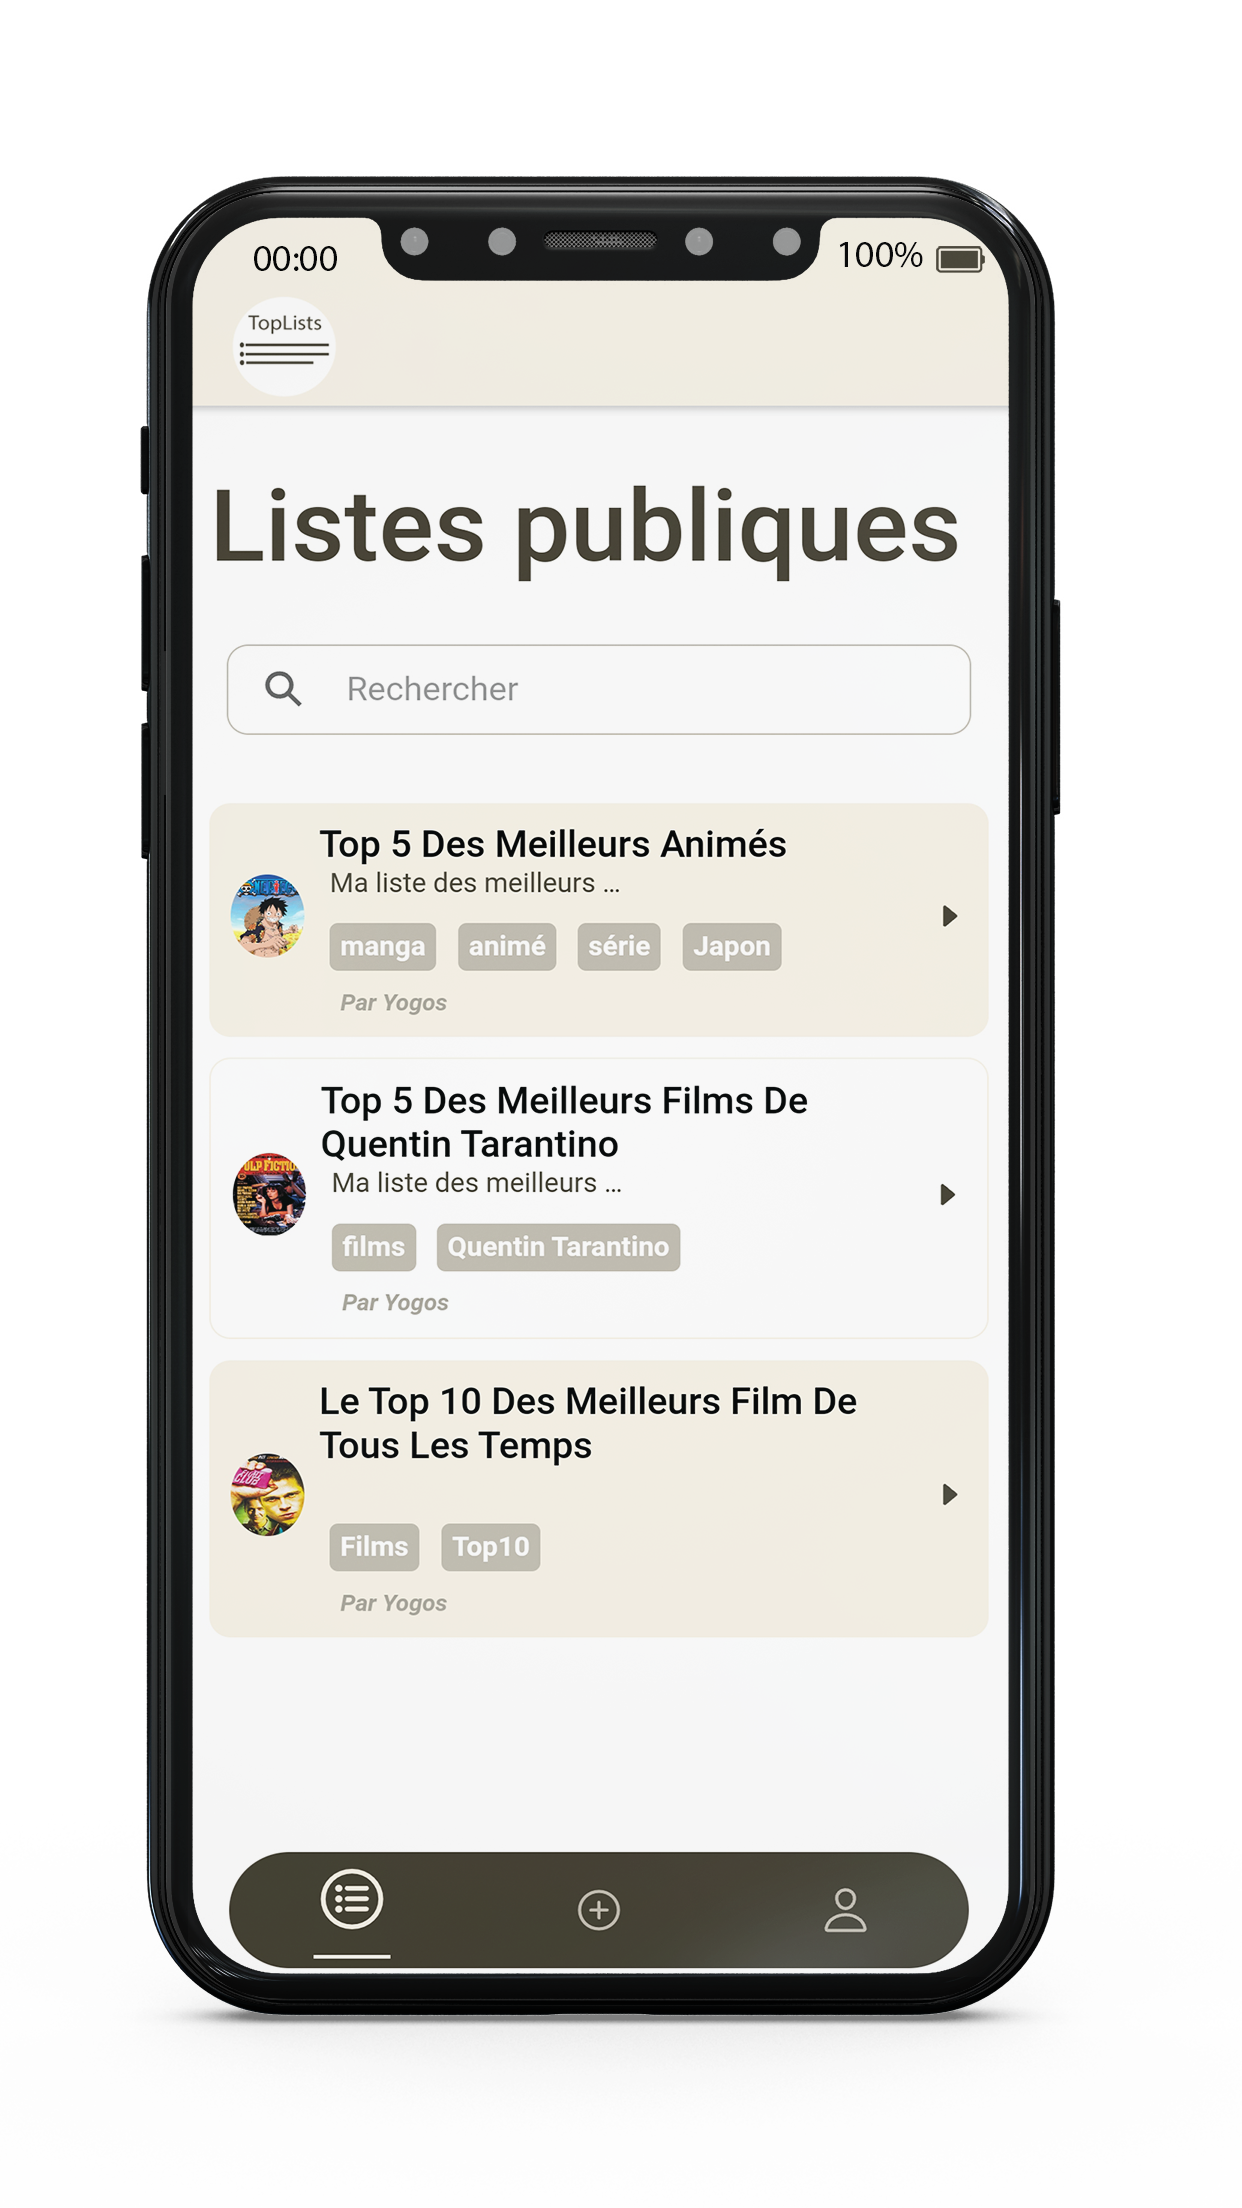 00:00
100%
TopLists
Listes publiques
Rechercher
Top 5 Des Meilleurs Animés
Ma liste des meilleurs ...
manga animé série Japon
Par Yogos
Top 5 Des Meilleurs Films De
Quentin Tarantino
Ma liste des meilleurs ...
films Quentin Tarantino
Par Yogos
Le Top 10 Des Meilleurs Film De
Tous Les Temps
Films Top10
Par Yogos